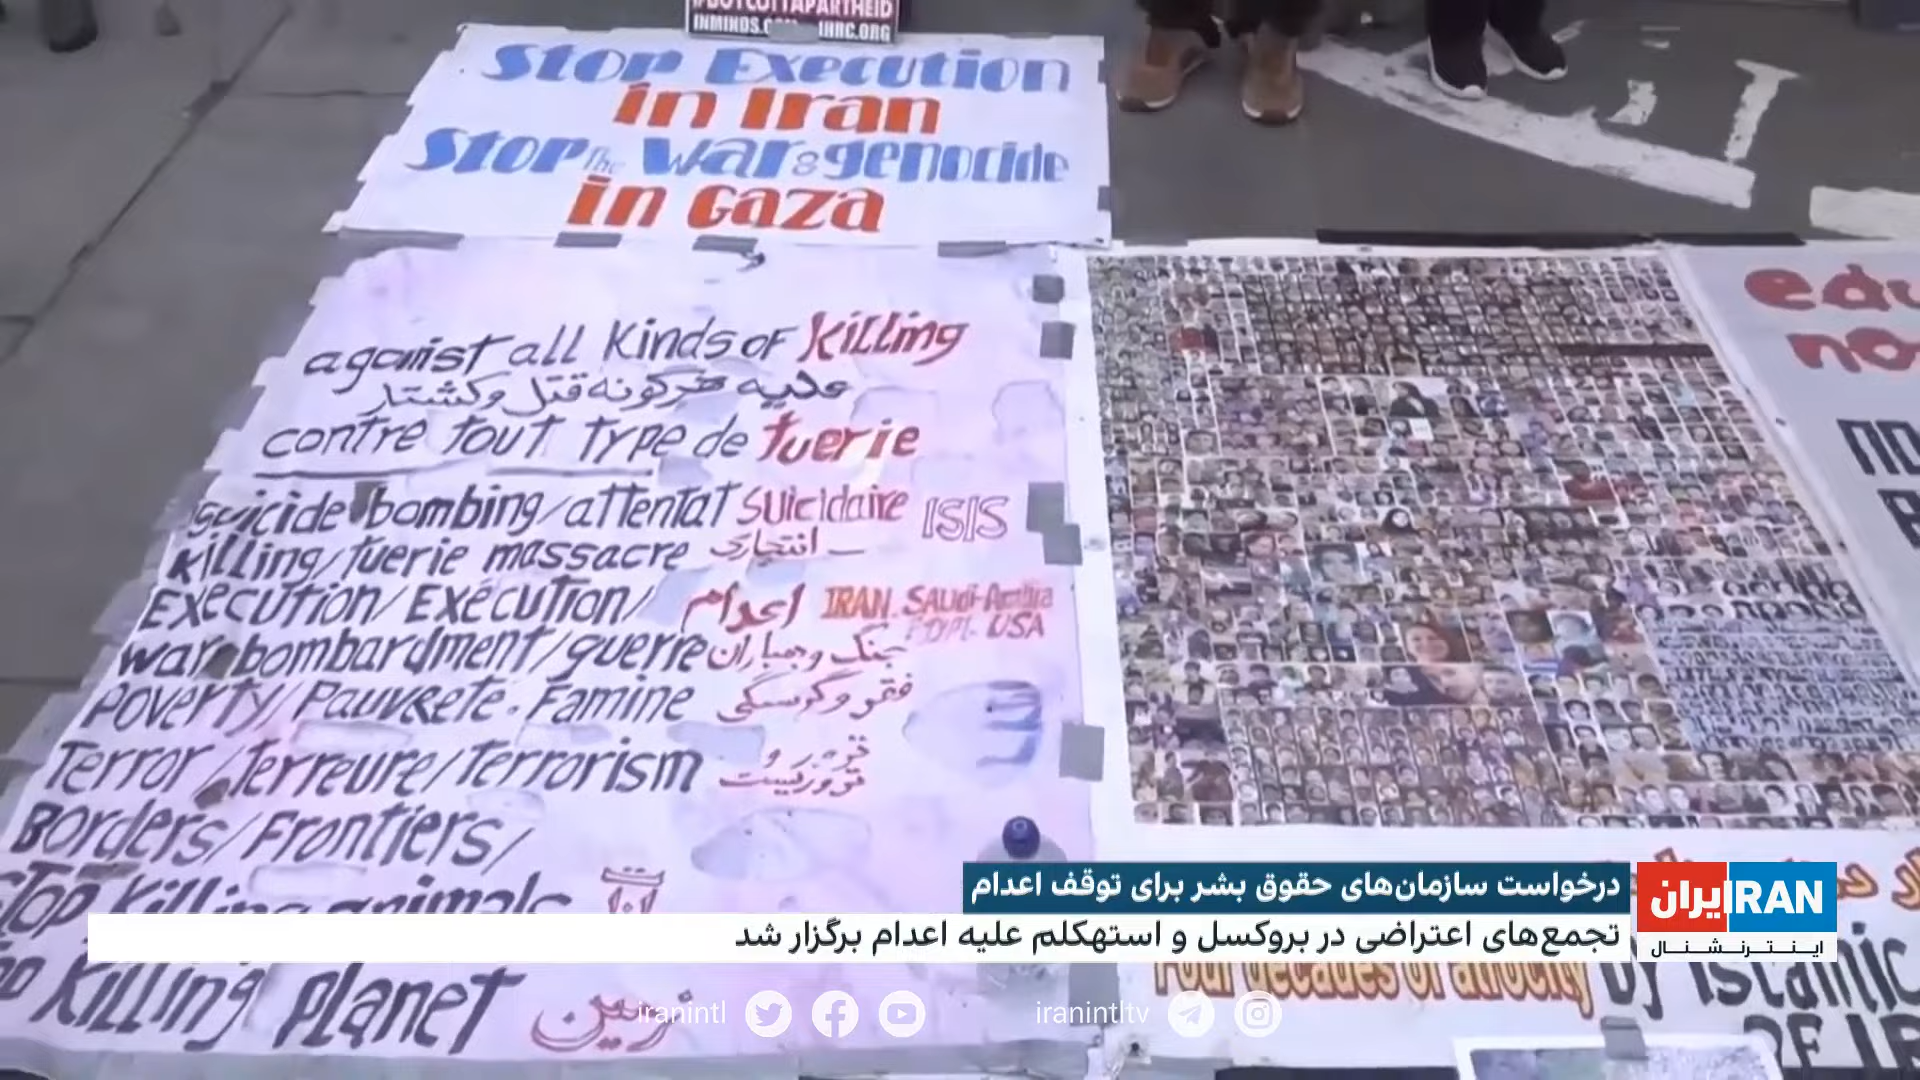 #BOYCOTTAPARTHEID
IHRC.ORG
Stop Execution
in Iran
Stop The War & genocide
in Gaza
against all kinds of killing
علیه هرگونه قتل و کشتار
contre tout type de tuerie
suicide bombing/attentat suicidaire ISIS
killing/tuerie massacre انتحاری
Execution/Exécution/ اعدام IRAN. SAUdi-Arabia
EGYPT. USA
war bombardment/guerre جنگ و بمباران
Poverty/Pauvrete. Famine فقر و گرسنگی
Terror/Terreure/Terrorism ترور و
Borders/Frontiers/
Stop killing animals
killing planet زمین
edu
no
no
Four decades of atrocity by Islamic
OF IR
درخواست سازمان‌های حقوق بشر برای توقف اعدام
تجمع‌های اعتراضی در بروکسل و استهکلم علیه اعدام برگزار شد
ایران IRAN
اینترنشنال
iranintl
iranintltv